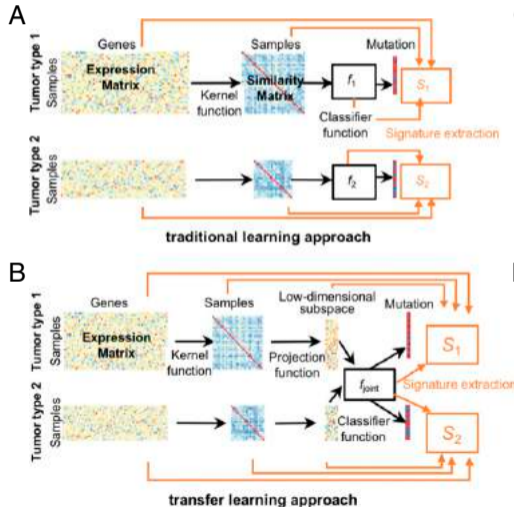 A
Genes
Samples
Mutation
Tumor type 1
Samples
Expression
Matrix
Kernel
function
Similarity
Matrix
f1
S1
Classifier
function
Signature extraction
Tumor type 2
Samples
f2
S2
traditional learning approach
B
Genes
Samples
Low-dimensional
subspace
Mutation
Tumor type 1
Samples
Expression
Matrix
Kernel
function
Projection
function
S1
fjoint
Signature extraction
Tumor type 2
Samples
Classifier
function
S2
transfer learning approach